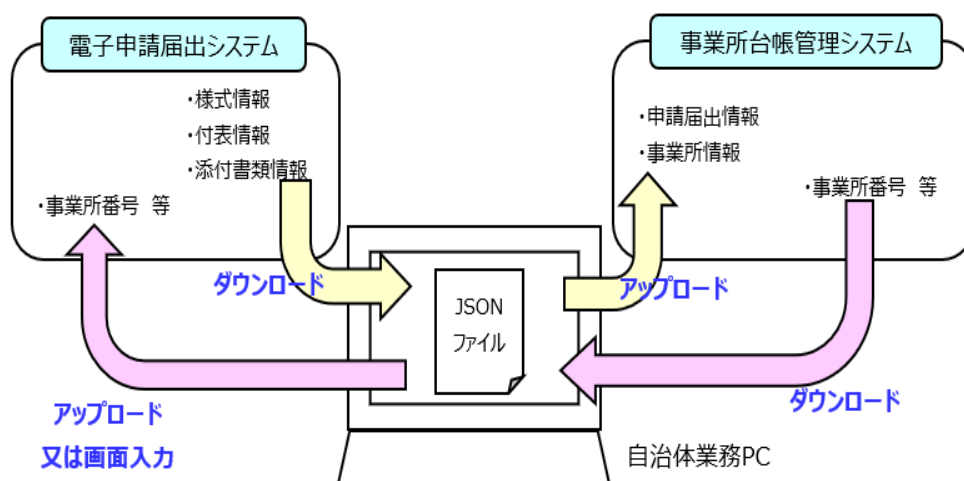 電子申請届出システム
事業所台帳管理システム
・様式情報
・付表情報
・添付書類情報
・事業所番号　等
・申請届出情報
・事業所情報
・事業所番号　等
ダウンロード
アップロード
JSON
ファイル
アップロード
又は画面入力
ダウンロード
自治体業務PC